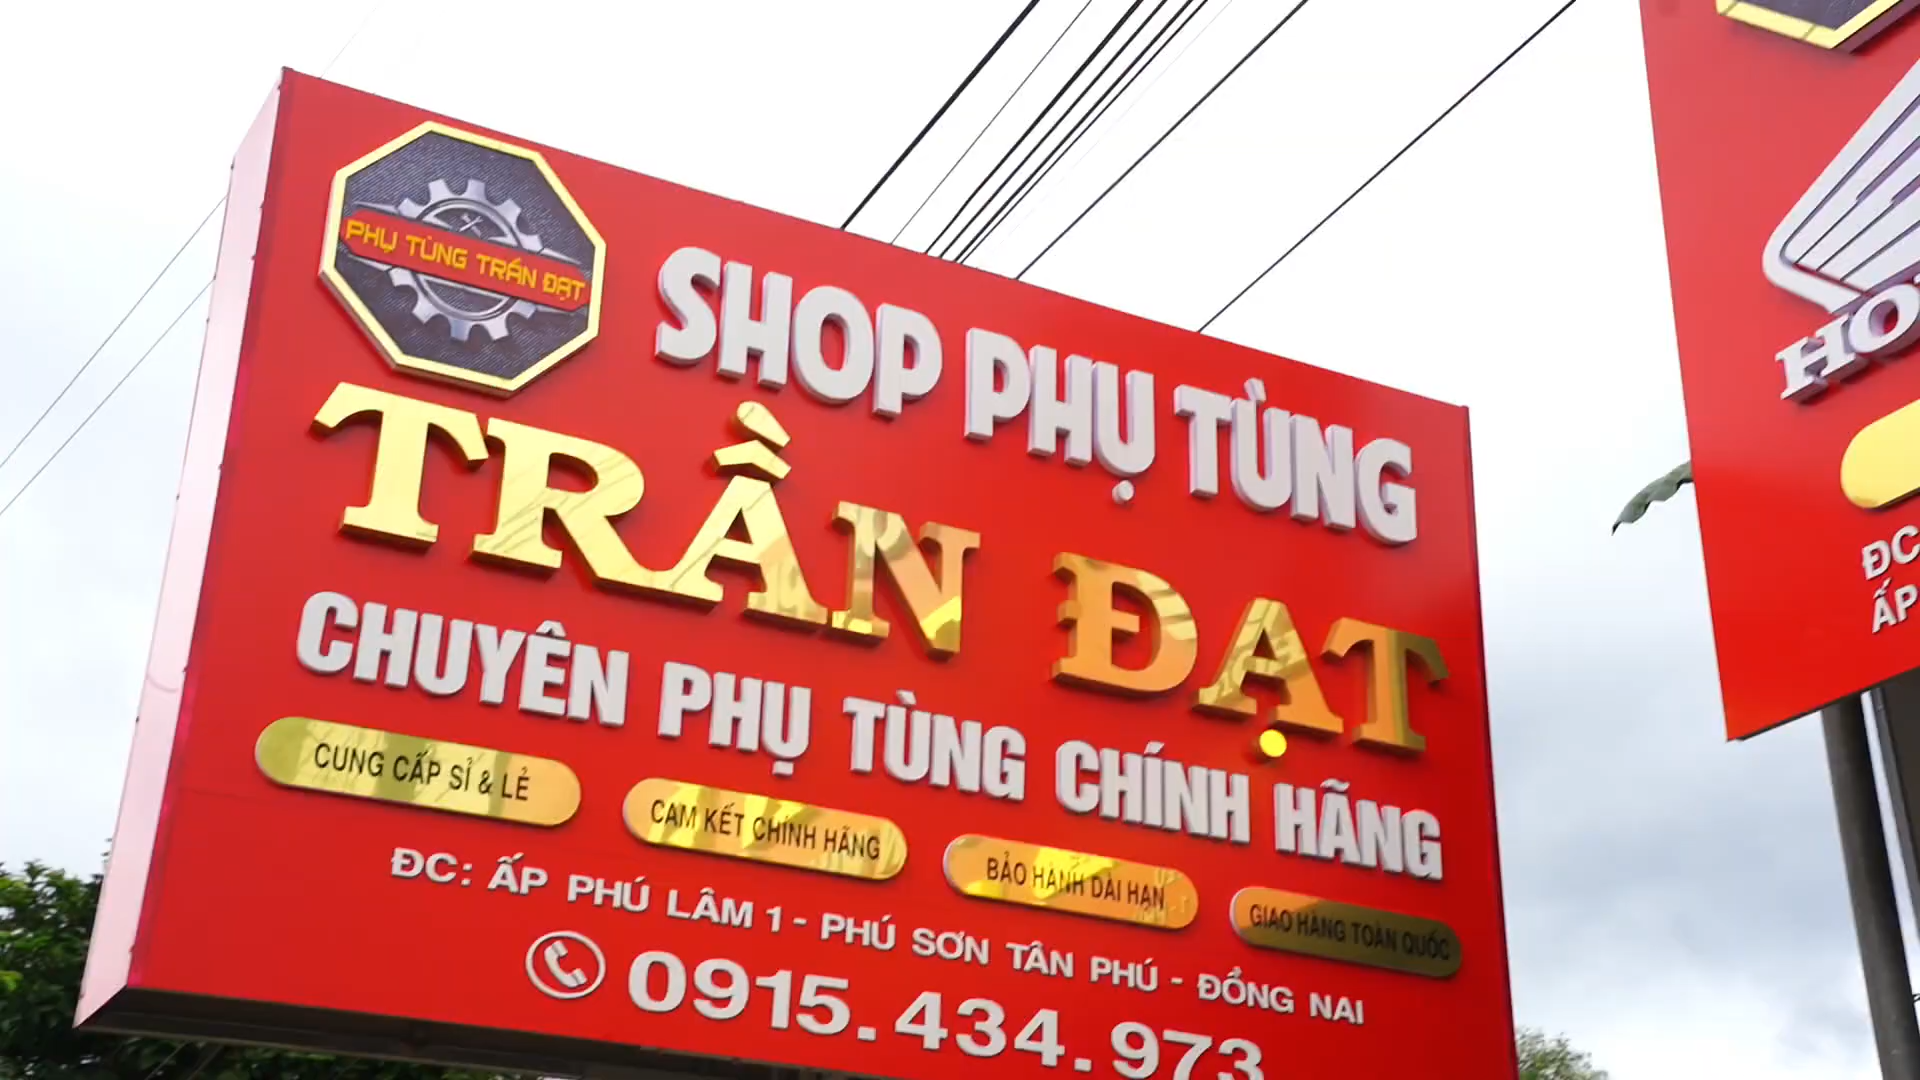 PHỤ TÙNG TRẦN ĐẠT
SHOP PHỤ TÙNG
TRẦN ĐẠT
CHUYÊN PHỤ TÙNG CHÍNH HÃNG
CUNG CẤP SỈ & LẺ
CAM KẾT CHÍNH HÃNG
BẢO HÀNH DÀI HẠN
GIAO HÀNG TOÀN QUỐC
ĐC: ẤP PHÚ LÂM 1 - PHÚ SƠN TÂN PHÚ - ĐỒNG NAI
0915.434.973
ĐC
ẤP